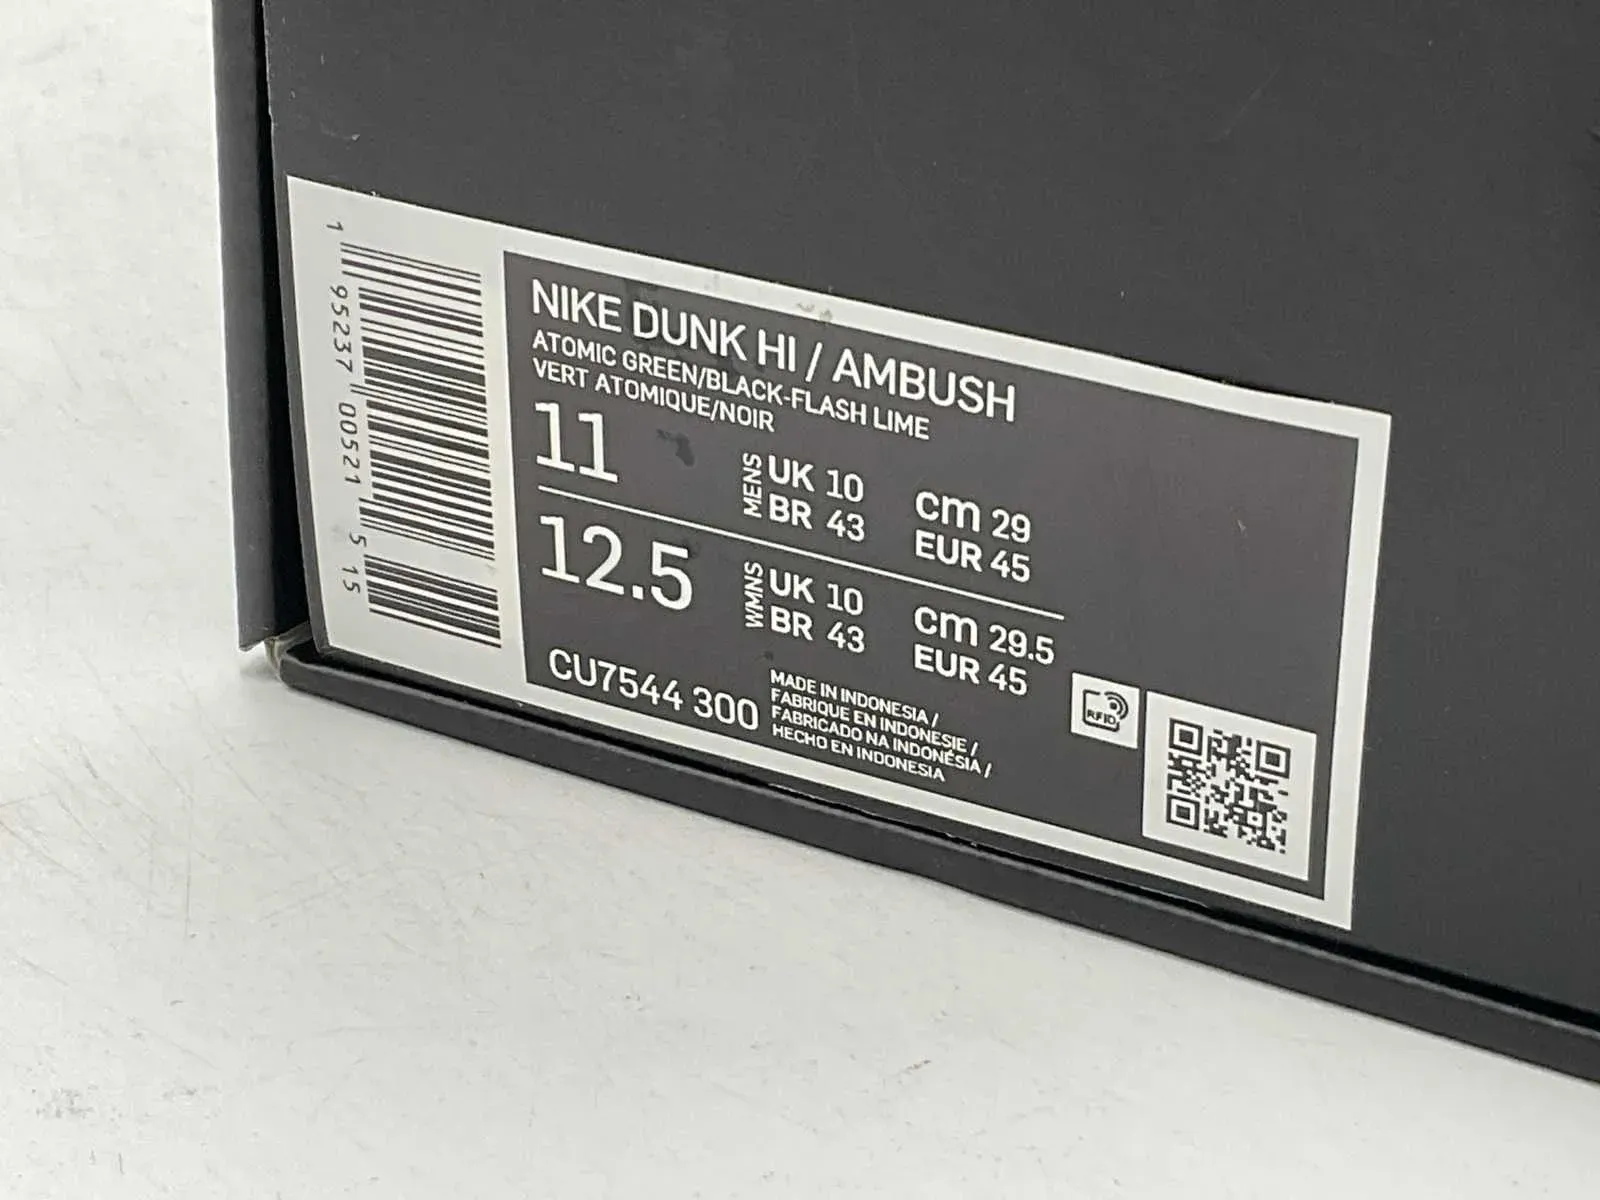 1 95237 00521 5 15
NIKE DUNK HI / AMBUSH
ATOMIC GREEN/BLACK-FLASH LIME
VERT ATOMIQUE/NOIR
11
MENS
UK 10
BR 43
cm 29
EUR 45
12.5
WMNS
UK 10
BR 43
cm 29.5
EUR 45
CU7544 300
MADE IN INDONESIA /
FABRIQUE EN INDONESIE /
FABRICADO NA INDONÉSIA /
HECHO EN INDONESIA
RFID